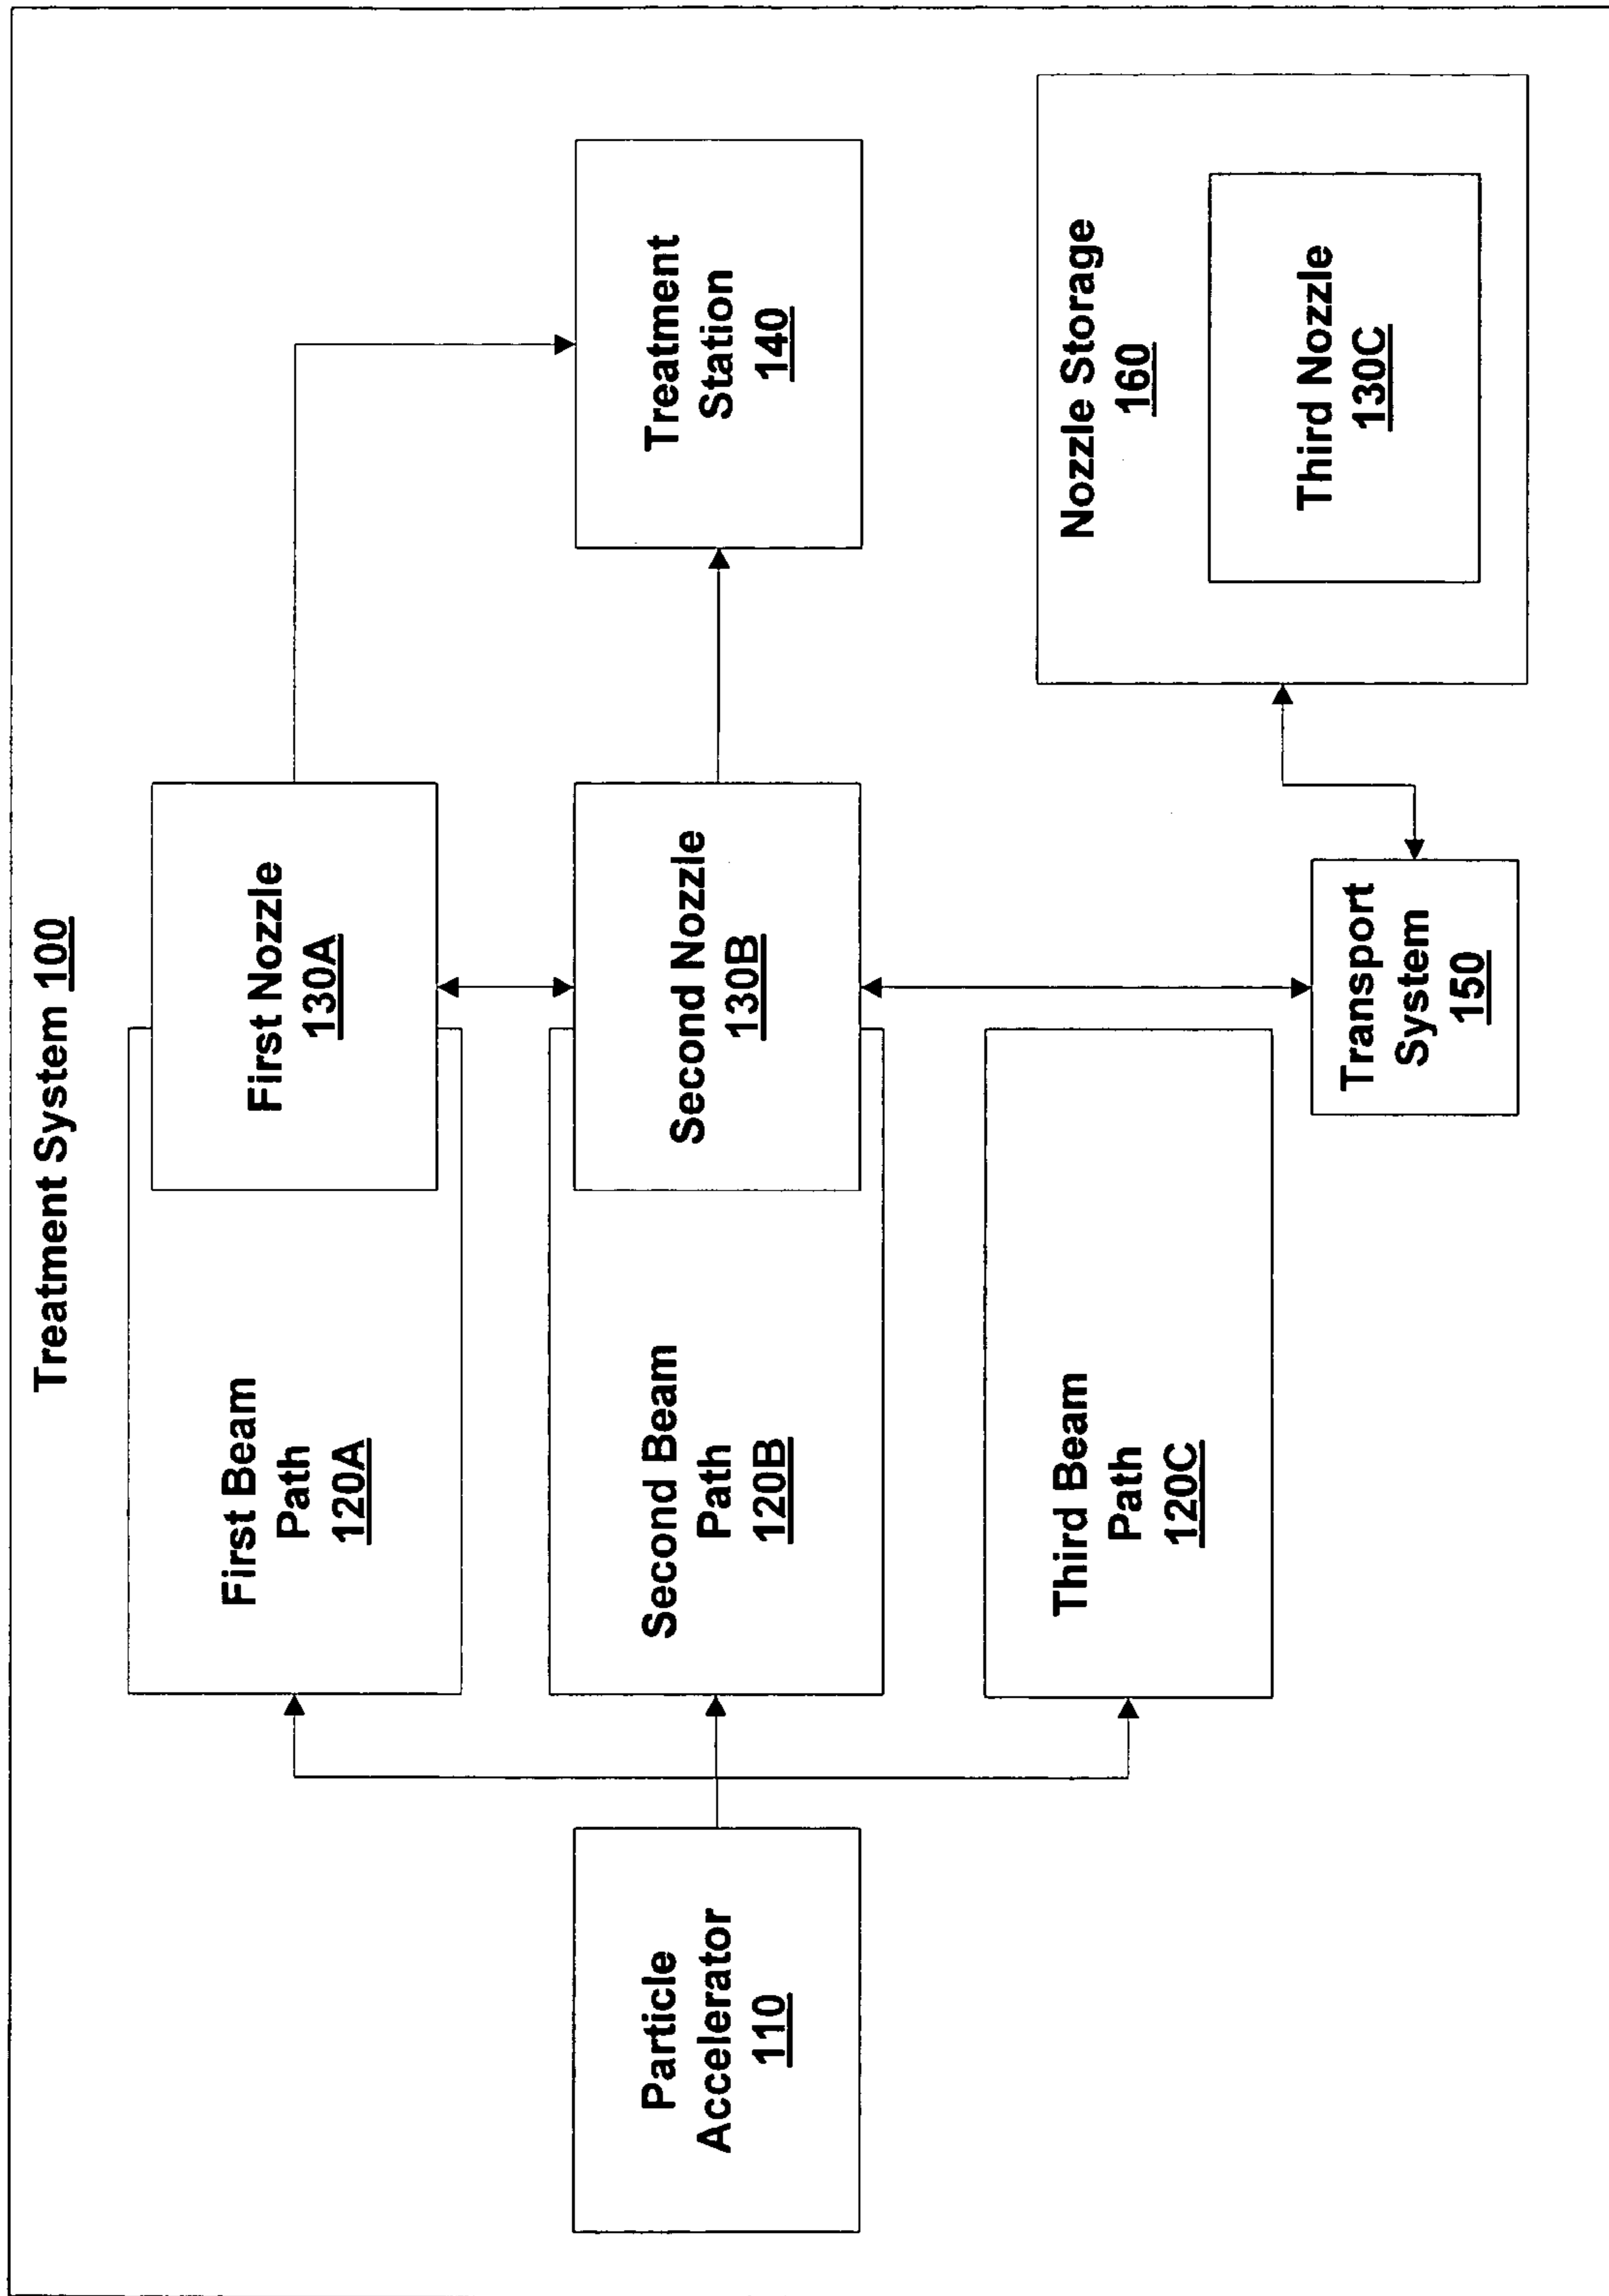 Treatment System 100
First Beam
Path
120A
First Nozzle
130A
Particle
Accelerator
110
Second Beam
Path
120B
Second Nozzle
130B
Treatment
Station
140
Third Beam
Path
120C
Transport
System
150
Nozzle Storage
160
Third Nozzle
130C